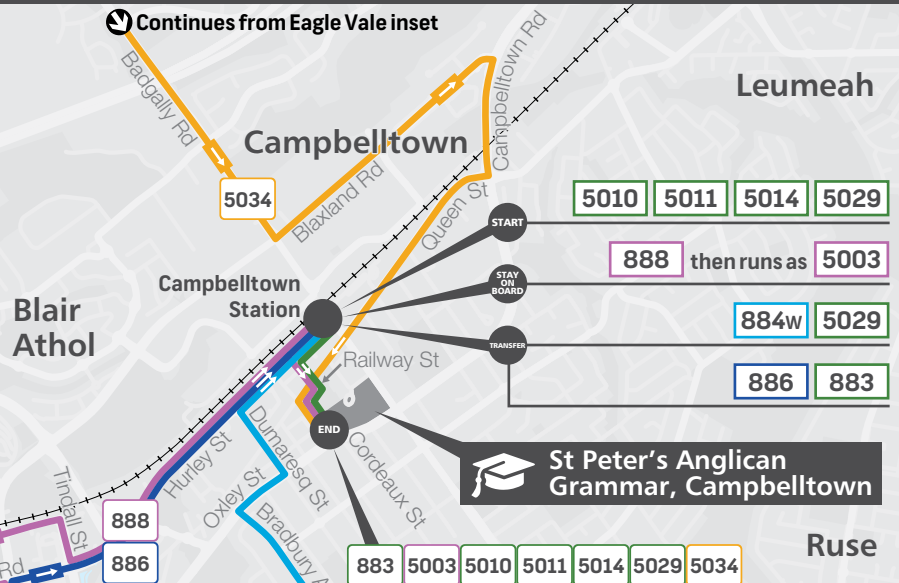 Continues from Eagle Vale inset
Badgally Rd
Campbelltown Rd
Leumeah
Campbelltown
5034
Blaxland Rd
Queen St
START
5010 5011 5014 5029
888 then runs as 5003
STAY
ON
BOARD
Campbelltown
Station
884W 5029
TRANSFER
Blair
Athol
Railway St
886 883
END
Dumaresq St
Cordeaux St
Hurley St
St Peter's Anglican
Grammar, Campbelltown
Tindall St
Oxley St
Bradbury A
888
886
Rd
Ruse
883 5003 5010 5011 5014 5029 5034